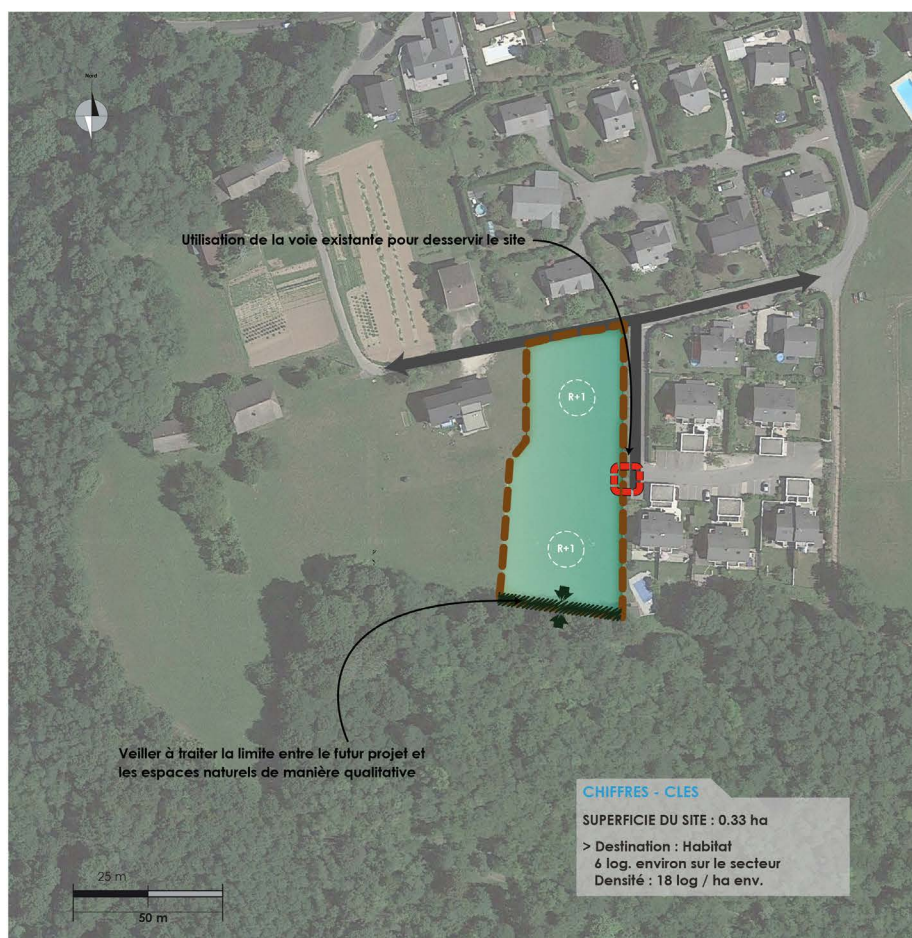 Nord
Utilisation de la voie existante pour desservir le site
R+1
R+1
Veiller à traiter la limite entre le futur projet et
les espaces naturels de manière qualitative
CHIFFRES - CLES
SUPERFICIE DU SITE : 0.33 ha
> Destination : Habitat
6 log. environ sur le secteur
Densité : 18 log / ha env.
25 m
50 m